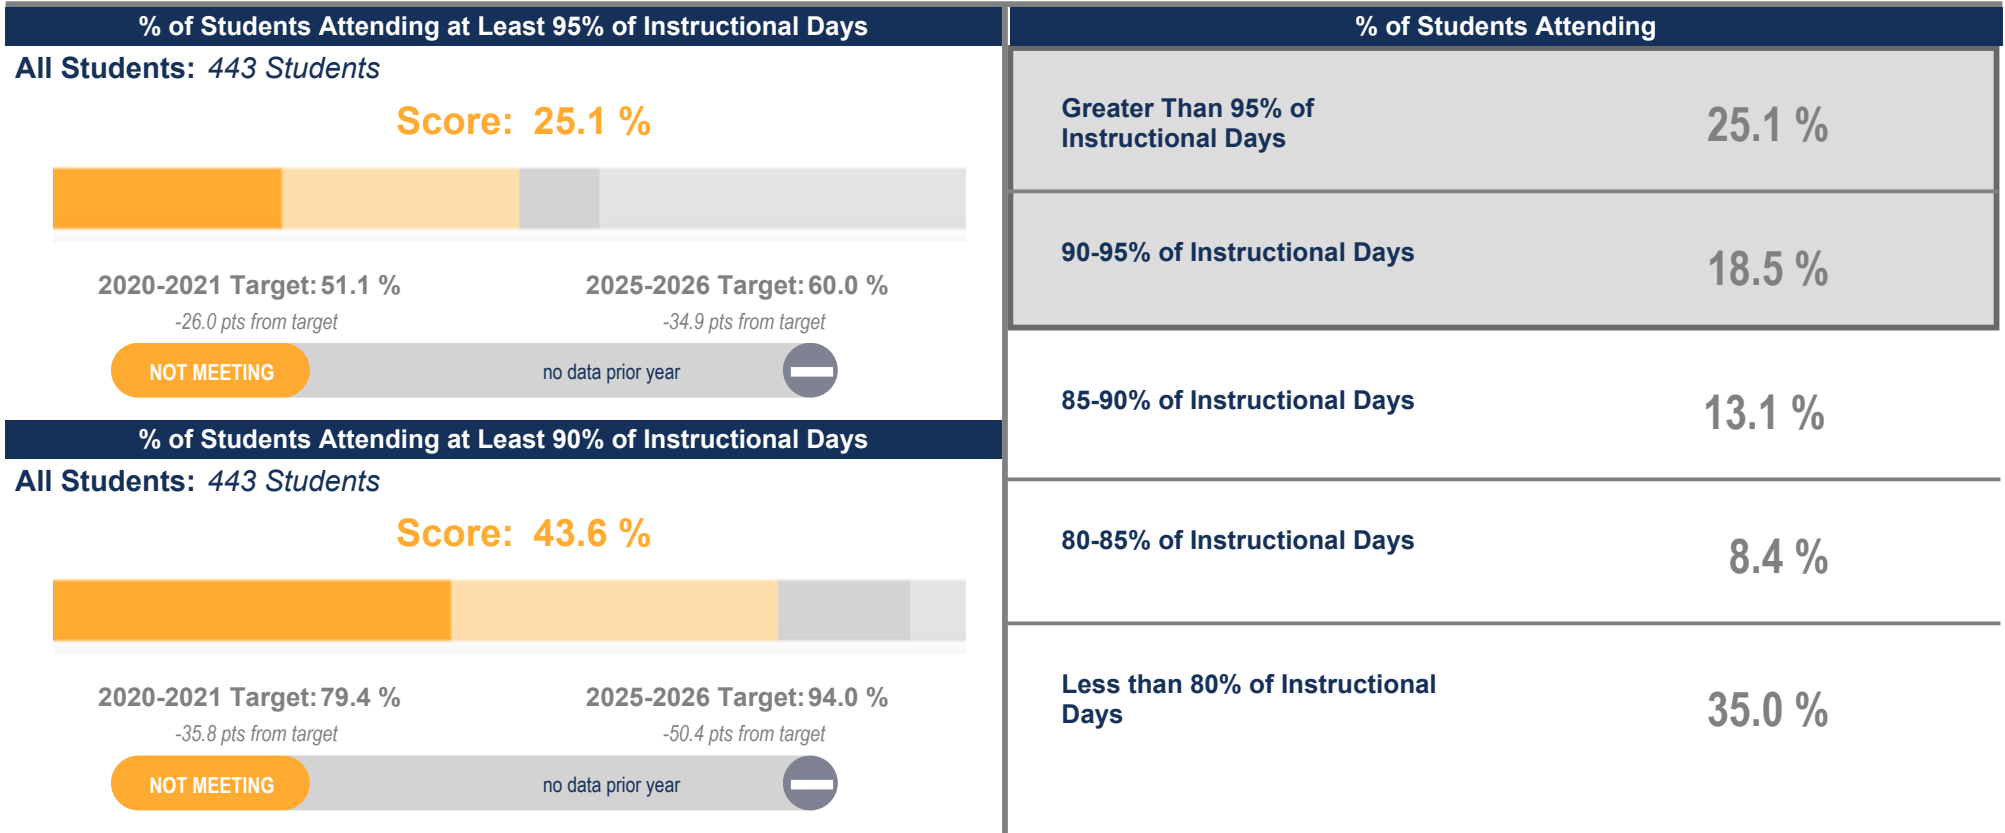 % of Students Attending at Least 95% of Instructional Days
All Students: 443 Students
Score: 25.1 %
2020-2021 Target: 51.1 %
-26.0 pts from target
2025-2026 Target: 60.0 %
-34.9 pts from target
NOT MEETING
no data prior year
% of Students Attending at Least 90% of Instructional Days
All Students: 443 Students
Score: 43.6 %
2020-2021 Target: 79.4 %
-35.8 pts from target
2025-2026 Target: 94.0 %
-50.4 pts from target
NOT MEETING
no data prior year
% of Students Attending
Greater Than 95% of
Instructional Days
25.1 %
90-95% of Instructional Days
18.5 %
85-90% of Instructional Days
13.1 %
80-85% of Instructional Days
8.4 %
Less than 80% of Instructional
Days
35.0 %